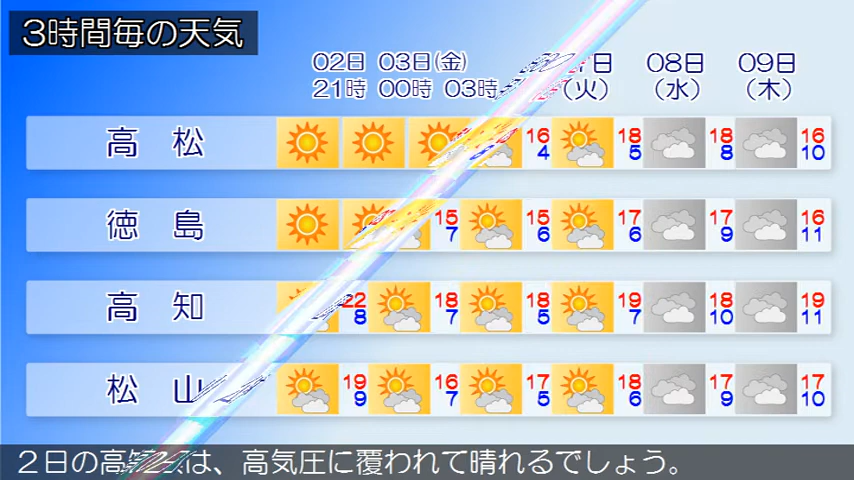 3時間毎の天気
02日 03日(金) 日 08日 09日
21時 00時 03時 (火) (水) (木)
高松 16 4 18 5 18 8 16 10
徳島 15 7 15 6 17 6 17 9 16 11
高知 22 8 18 7 18 5 19 7 18 10 19 11
松山 19 9 16 7 17 5 18 6 17 9 17 10
2日の高知県は、高気圧に覆われて晴れるでしょう。